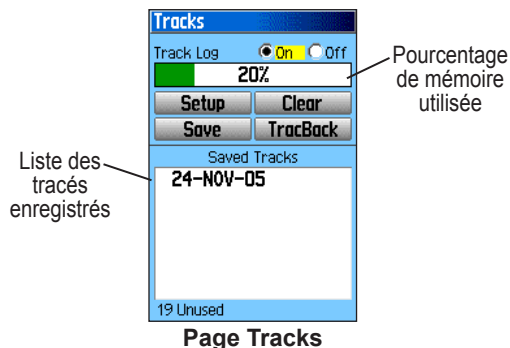 Tracks
Track Log On Off
20%
Setup Clear
Save TracBack
Saved Tracks
24-NOV-05
19 Unused
Pourcentage
de mémoire
utilisée
Liste des
tracés
enregistrés
Page Tracks